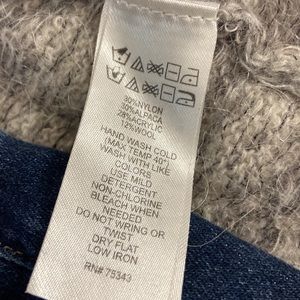 30%NYLON
30%ALPACA
28%ACRYLIC
12%WOOL
HAND WASH COLD
(MAX TEMP 40°)
WASH WITH LIKE
COLORS
USE MILD
DETERGENT
NON-CHLORINE
BLEACH WHEN
NEEDED
DO NOT WRING OR
TWIST
DRY FLAT
LOW IRON
RN# 75343